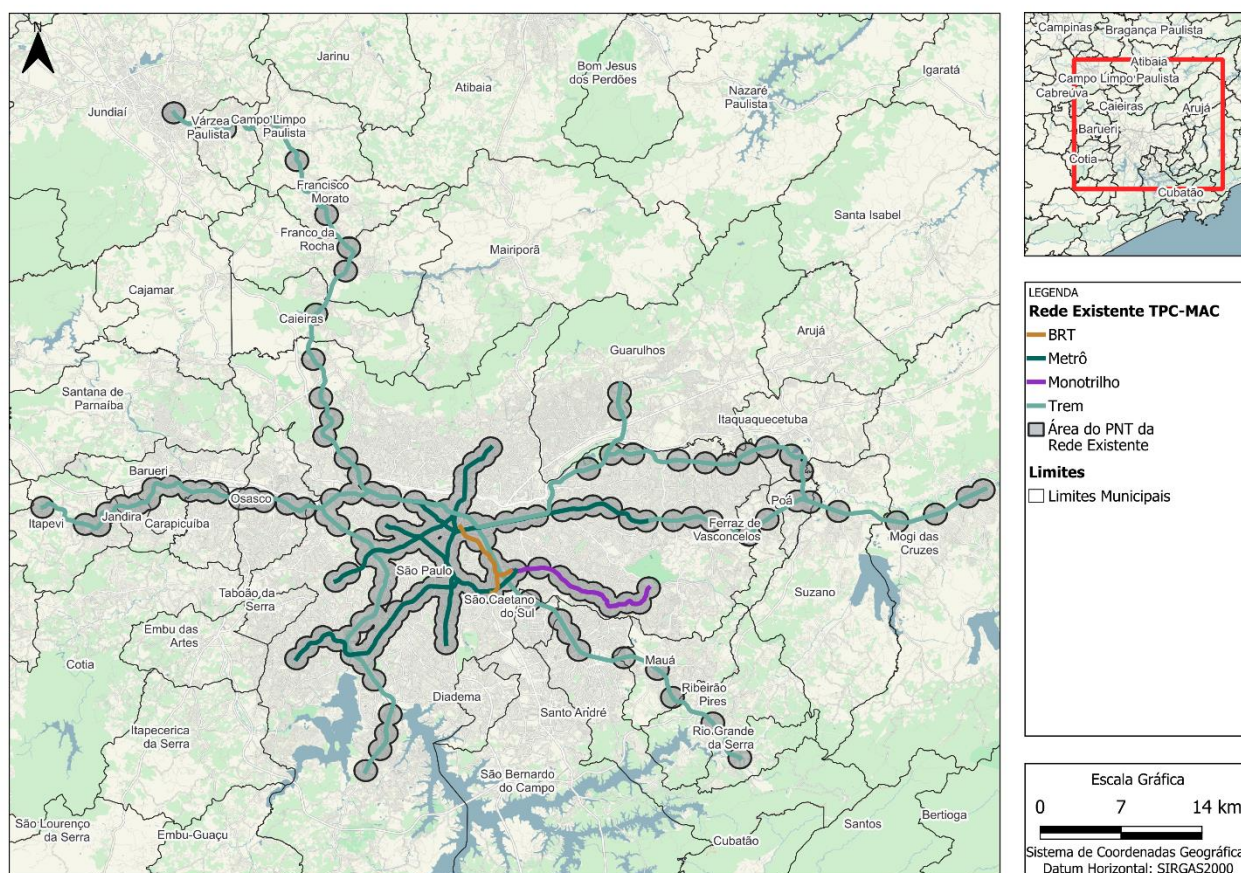 N
Jarinu
Atibaia
Bom Jesus
dos Perdões
Igaratá
Nazaré
Paulista
Jundiaí
Várzea
Paulista
Campo Limpo
Paulista
Francisco
Morato
Franco da
Rocha
Santa Isabel
Mairiporã
Cajamar
Caieiras
Arujá
Guarulhos
Santana de
Parnaíba
Itaquaquecetuba
Barueri
Osasco
Itapevi
Jandira
Carapicuíba
Poá
Ferraz de
Vasconcelos
Mogi das
Cruzes
São Paulo
Taboão da
Serra
São Caetano
do Sul
Suzano
Embu das
Artes
Cotia
Mauá
Ribeirão
Pires
Diadema
Santo André
Rio Grande
da Serra
Itapecerica
da Serra
São Bernardo
do Campo
São Lourenço
da Serra
Embu-Guaçu
Cubatão
Santos
Bertioga
Campinas
Bragança Paulista
Atibaia
Campo Limpo Paulista
Cabreúva
Caieiras
Arujá
Barueri
Cotia
Cubatão
LEGENDA
Rede Existente TPC-MAC
BRT
Metrô
Monotrilho
Trem
Área do PNT da
Rede Existente
Limites
Limites Municipais
Escala Gráfica
0 7 14 km
Sistema de Coordenadas Geográfica
Datum Horizontal: SIRGAS2000